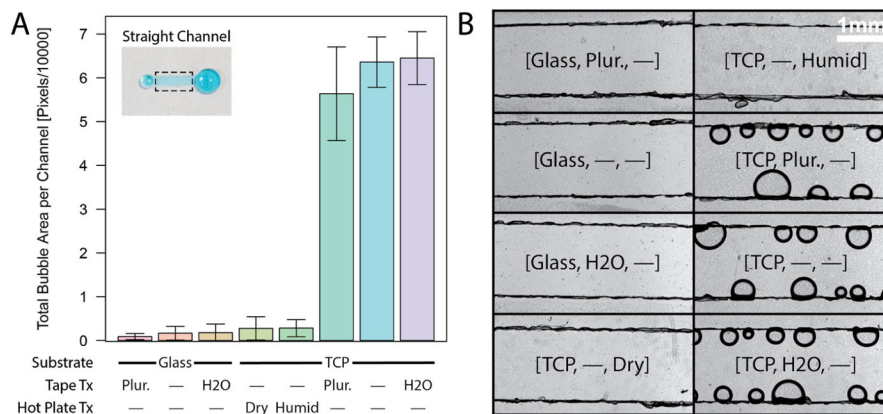 A
Straight Channel
Total Bubble Area per Channel [Pixels/10000]
7
6
5
4
3
2
1
0
Substrate Glass TCP
Tape Tx Plur. — H2O — — Plur. — H2O
Hot Plate Tx — — — Dry Humid — — —
B
1mm
[Glass, Plur., —] [TCP, —, Humid]
[Glass, —, —] [TCP, Plur., —]
[Glass, H2O, —] [TCP, —, —]
[TCP, —, Dry] [TCP, H2O, —]